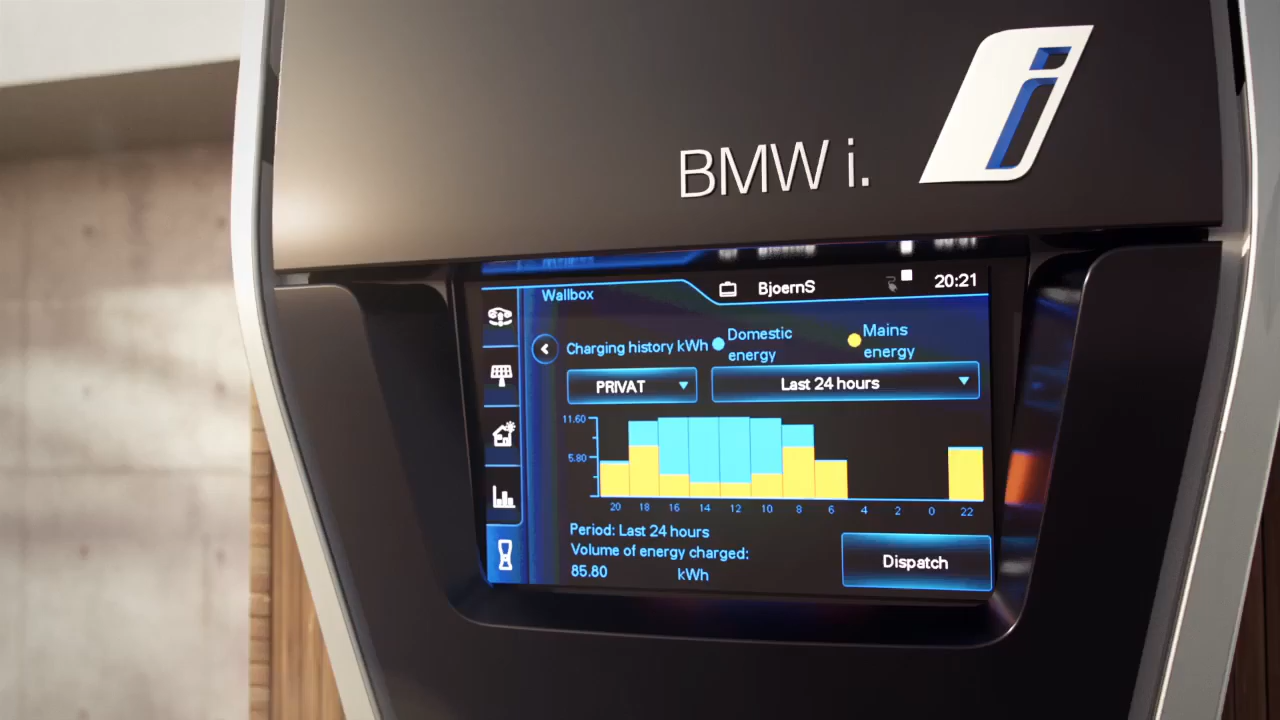 BMW i.
i
Wallbox
BjoernS
20:21
Charging history kWh
Domestic
energy
Mains
energy
PRIVAT
Last 24 hours
11.60
5.80
20 18 16 14 12 10 8 6 4 2 0 22
Period: Last 24 hours
Volume of energy charged:
85.80 kWh
Dispatch